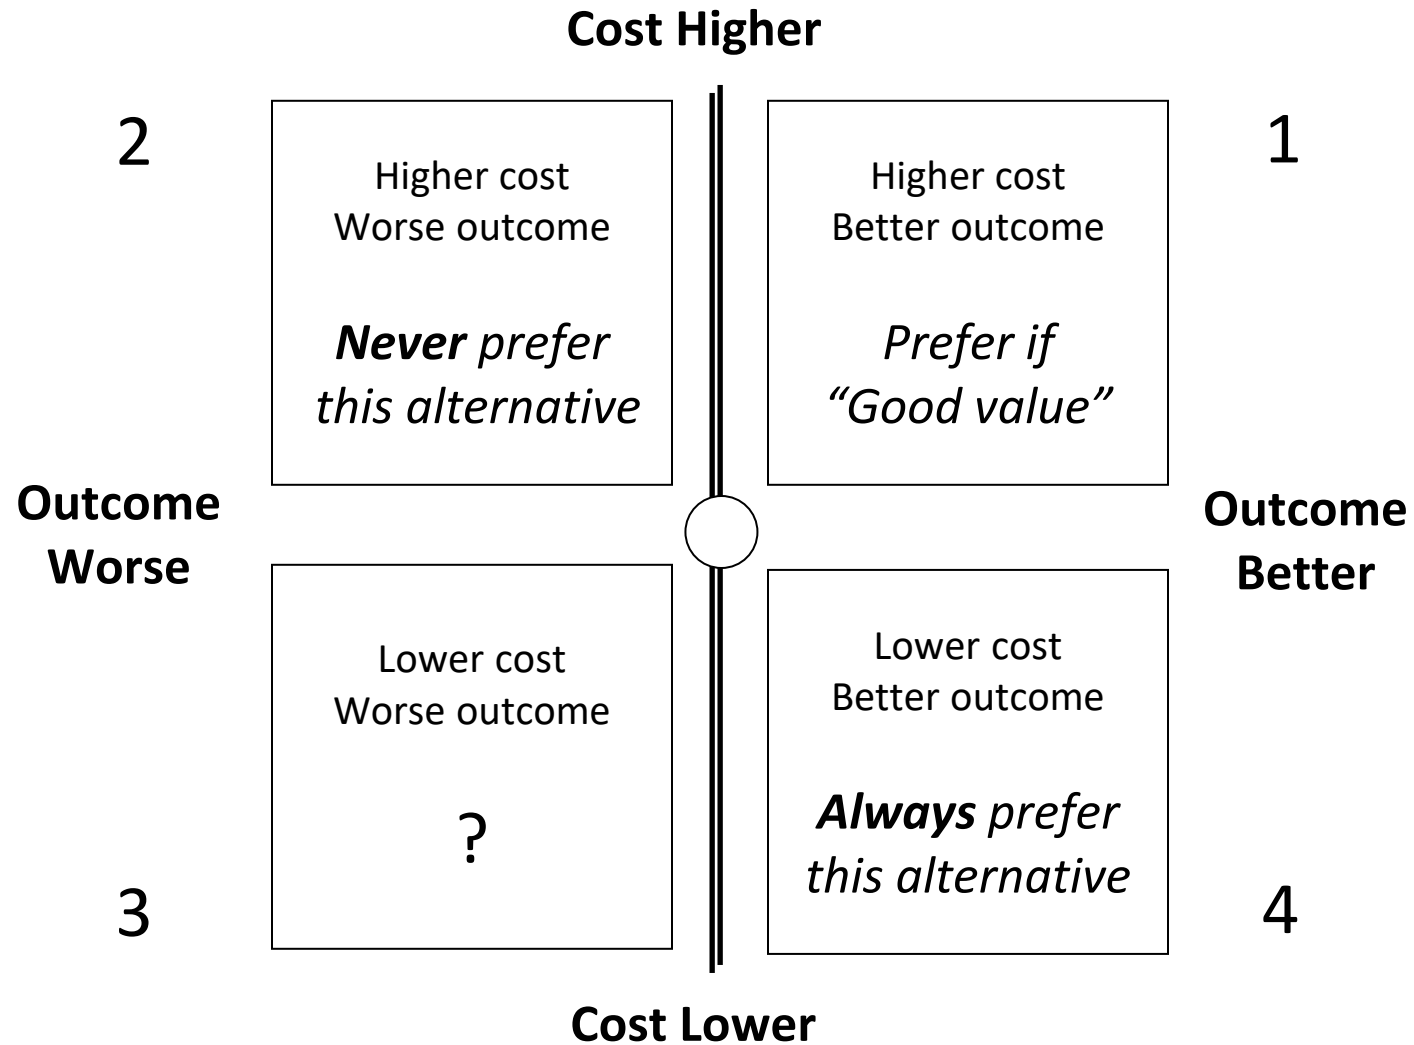 Cost Higher
2
Higher cost
Worse outcome
Never prefer
this alternative
1
Higher cost
Better outcome
Prefer if
“Good value”
Outcome
Worse
Outcome
Better
3
Lower cost
Worse outcome
?
Lower cost
Better outcome
Always prefer
this alternative
4
Cost Lower